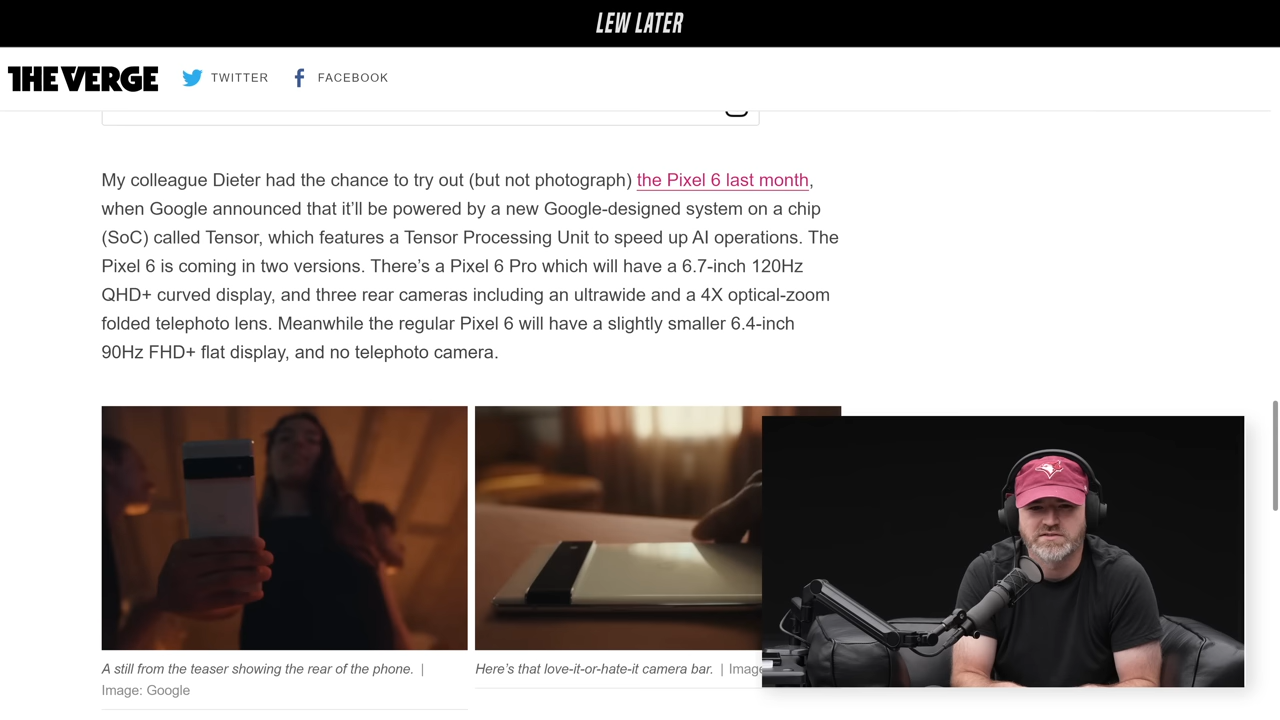 LEW LATER
THE VERGE TWITTER FACEBOOK
My colleague Dieter had the chance to try out (but not photograph) the Pixel 6 last month,
when Google announced that it’ll be powered by a new Google-designed system on a chip
(SoC) called Tensor, which features a Tensor Processing Unit to speed up AI operations. The
Pixel 6 is coming in two versions. There’s a Pixel 6 Pro which will have a 6.7-inch 120Hz
QHD+ curved display, and three rear cameras including an ultrawide and a 4X optical-zoom
folded telephoto lens. Meanwhile the regular Pixel 6 will have a slightly smaller 6.4-inch
90Hz FHD+ flat display, and no telephoto camera.
A still from the teaser showing the rear of the phone. |
Image: Google
Here’s that love-it-or-hate-it camera bar. | Image